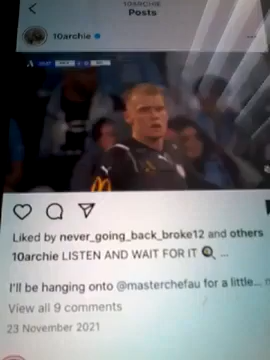 10ARCHIE
Posts
10archie
Liked by never_going_back_broke12 and others
10archie LISTEN AND WAIT FOR IT 🔍 ...
I'll be hanging onto @masterchefau for a little...
View all 9 comments
23 November 2021